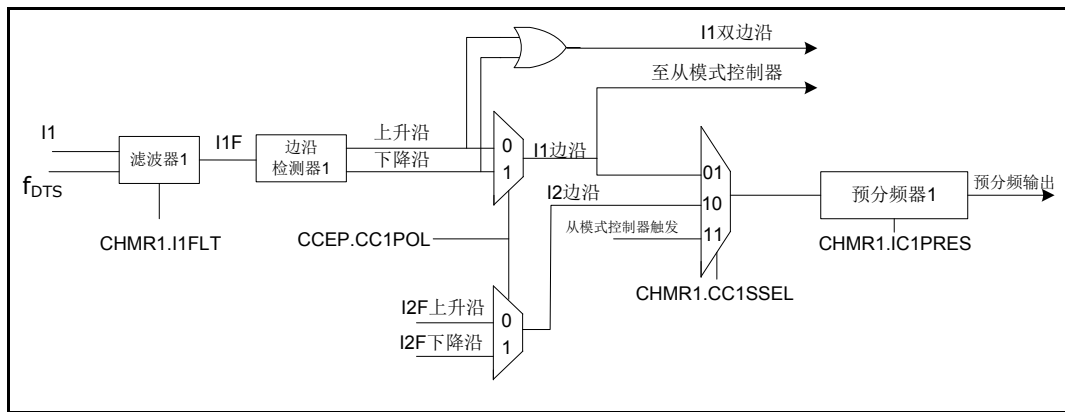 I1双边沿
至从模式控制器
I1
f_DTS
滤波器1
I1F
边沿
检测器1
上升沿
下降沿
0
1
I1边沿
I2边沿
从模式控制器触发
01
10
11
预分频器1
预分频输出
CHMR1.I1FLT
CCEP.CC1POL
CHMR1.IC1PRES
CHMR1.CC1SSEL
I2F上升沿
I2F下降沿
0
1